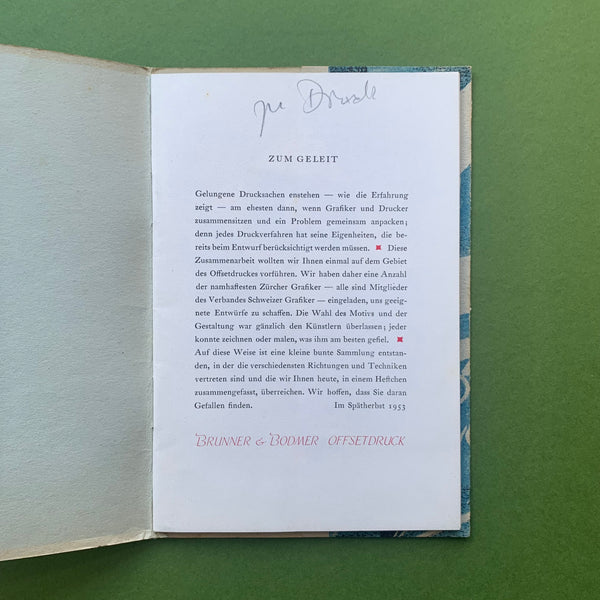 ZUM GELEIT
Gelungene Drucksachen enstehen — wie die Erfahrung
zeigt — am ehesten dann, wenn Grafiker und Drucker
zusammensitzen und ein Problem gemeinsam anpacken;
denn jedes Druckverfahren hat seine Eigenheiten, die be-
reits beim Entwurf berücksichtigt werden müssen. Diese
Zusammenarbeit wollten wir Ihnen einmal auf dem Gebiet
des Offsetdruckes vorführen. Wir haben daher eine Anzahl
der namhaftesten Zürcher Grafiker — alle sind Mitglieder
des Verbandes Schweizer Grafiker — eingeladen, uns geeig-
nete Entwürfe zu schaffen. Die Wahl des Motivs und der
Gestaltung war gänzlich den Künstlern überlassen; jeder
konnte zeichnen oder malen, was ihm am besten gefiel.
Auf diese Weise ist eine kleine bunte Sammlung entstan-
den, in der die verschiedensten Richtungen und Techniken
vertreten sind und die wir Ihnen heute, in einem Heftchen
zusammengefasst, überreichen. Wir hoffen, dass Sie daran
Gefallen finden. Im Spätherbst 1953
BRUNNER & BODMER OFFSETDRUCK